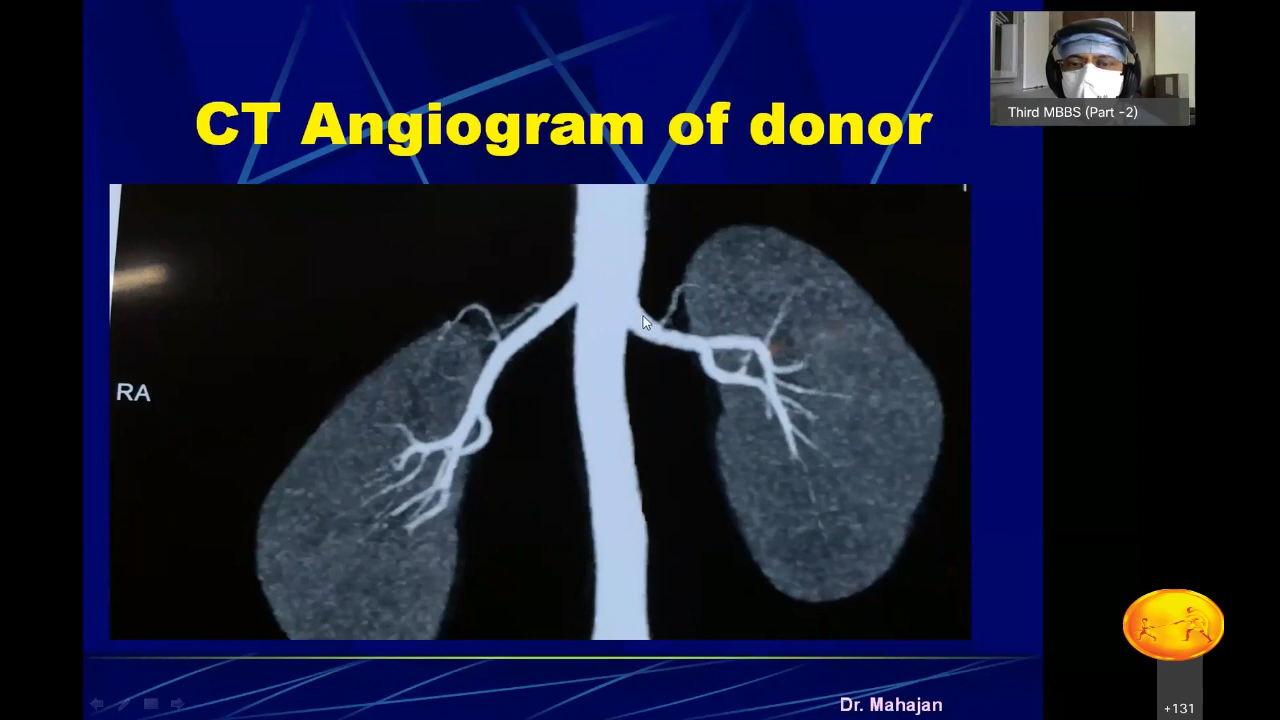 CT Angiogram of donor
Third MBBS (Part -2)
RA
Dr. Mahajan
+131